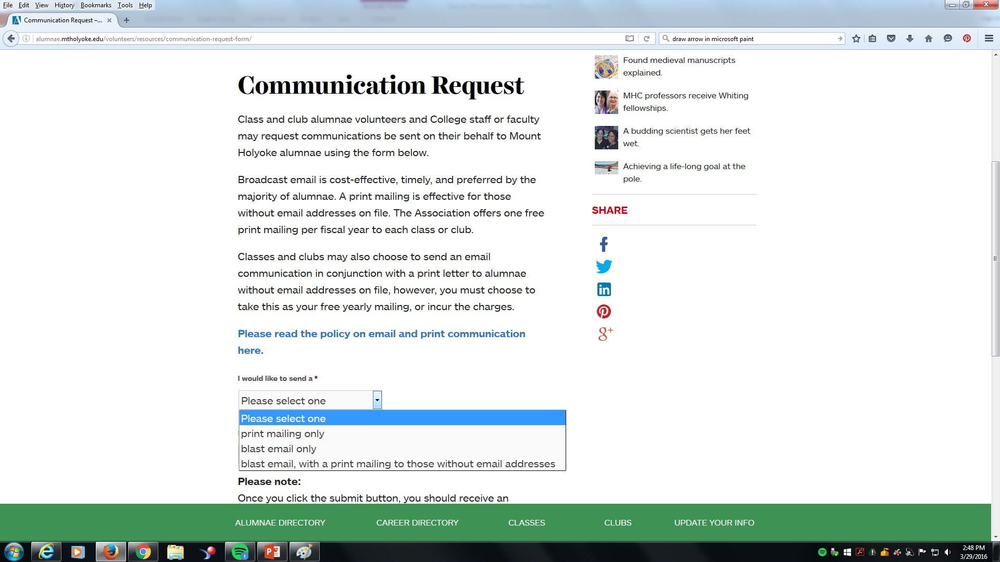 File Edit View History Bookmarks Tools Help
Communication Request –...
alumnae.mtholyoke.edu/volunteers/resources/communication-request-form/
draw arrow in microsoft paint
Communication Request
Class and club alumnae volunteers and College staff or faculty
may request communications be sent on their behalf to Mount
Holyoke alumnae using the form below.
Broadcast email is cost-effective, timely, and preferred by the
majority of alumnae. A print mailing is effective for those
without email addresses on file. The Association offers one free
print mailing per fiscal year to each class or club.
Classes and clubs may also choose to send an email
communication in conjunction with a print letter to alumnae
without email addresses on file, however, you must choose to
take this as your free yearly mailing, or incur the charges.
Please read the policy on email and print communication
here.
I would like to send a *
Please select one
Please select one
print mailing only
blast email only
blast email, with a print mailing to those without email addresses
Please note:
Once you click the submit button, you should receive an
Found medieval manuscripts
explained.
MHC professors receive Whiting
fellowships.
A budding scientist gets her feet
wet.
Achieving a life-long goal at the
pole.
SHARE
ALUMNAE DIRECTORY CAREER DIRECTORY CLASSES CLUBS UPDATE YOUR INFO
2:48 PM
3/29/2016